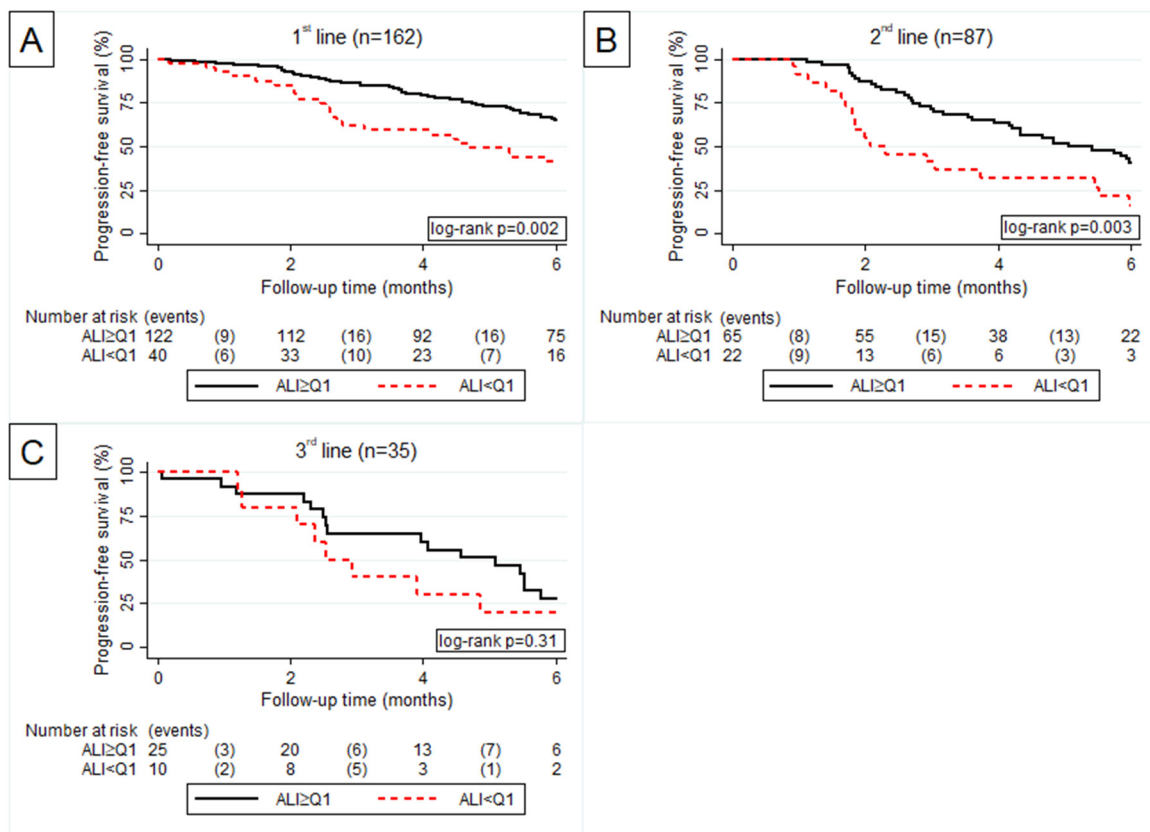 A
1st line (n=162)
Progression-free survival (%)
100
75
50
25
0
log-rank p=0.002
0 2 4 6
Follow-up time (months)
Number at risk (events)
ALI≥Q1 122 (9) 112 (16) 92 (16) 75
ALI<Q1 40 (6) 33 (10) 23 (7) 16
ALI≥Q1 ALI<Q1
B
2nd line (n=87)
Progression-free survival (%)
100
75
50
25
0
log-rank p=0.003
0 2 4 6
Follow-up time (months)
Number at risk (events)
ALI≥Q1 65 (8) 55 (15) 38 (13) 22
ALI<Q1 22 (9) 13 (6) 6 (3) 3
ALI≥Q1 ALI<Q1
C
3rd line (n=35)
Progression-free survival (%)
100
75
50
25
0
log-rank p=0.31
0 2 4 6
Follow-up time (months)
Number at risk (events)
ALI≥Q1 25 (3) 20 (6) 13 (7) 6
ALI<Q1 10 (2) 8 (5) 3 (1) 2
ALI≥Q1 ALI<Q1